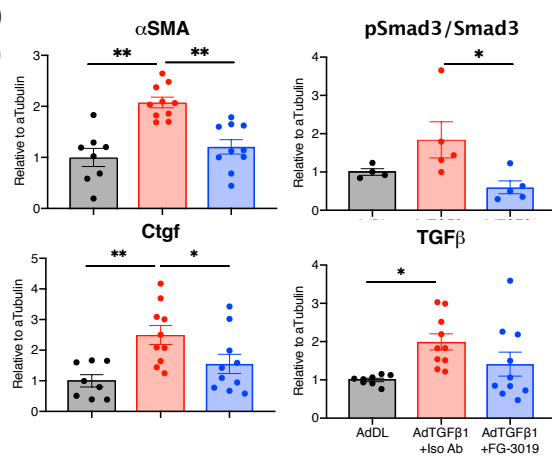 αSMA
Relative to aTubulin
3
2
1
0
**
**
pSmad3/Smad3
Relative to aTubulin
4
3
2
1
0
*
Ctgf
Relative to aTubulin
5
4
3
2
1
0
**
*
TGFβ
Relative to aTubulin
4
3
2
1
0
*
AdDL
AdTGFβ1
+Iso Ab
AdTGFβ1
+FG-3019